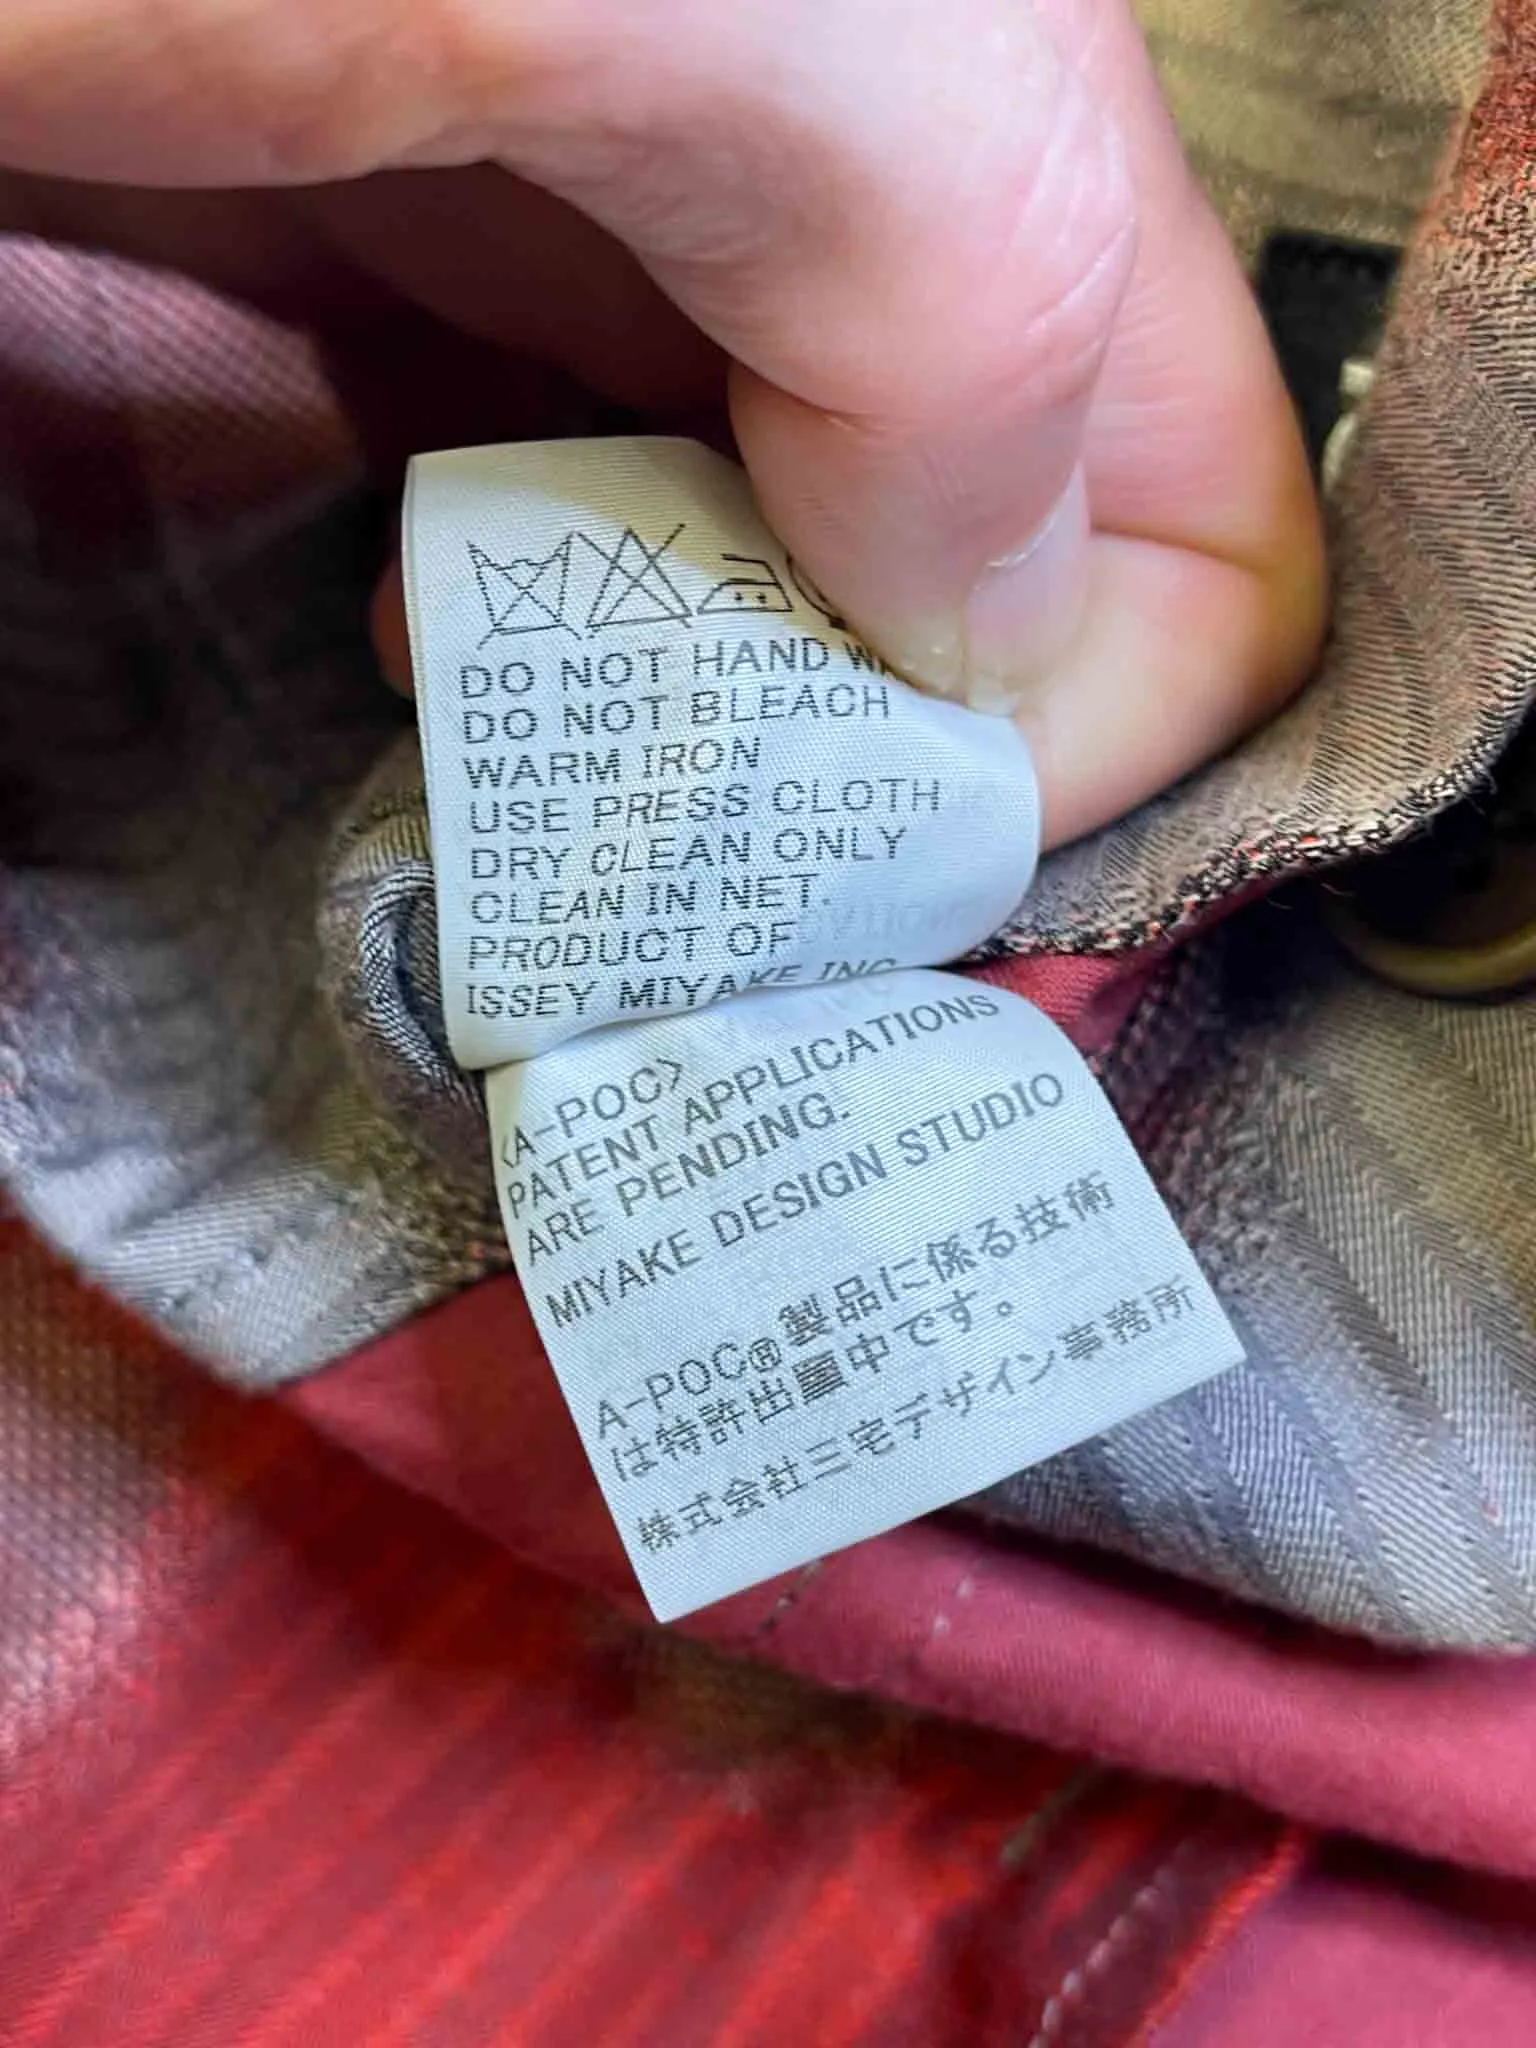 DO NOT HAND
DO NOT BLEACH
WARM IRON
USE PRESS CLOTH
DRY CLEAN ONLY
CLEAN IN NET.
PRODUCT OF
ISSEY MIYAKE INC.
<A-POC>
PATENT APPLICATIONS
ARE PENDING.
MIYAKE DESIGN STUDIO
A-POC®製品に係る技術
は特許出願中です。
株式会社三宅デザイン事務所